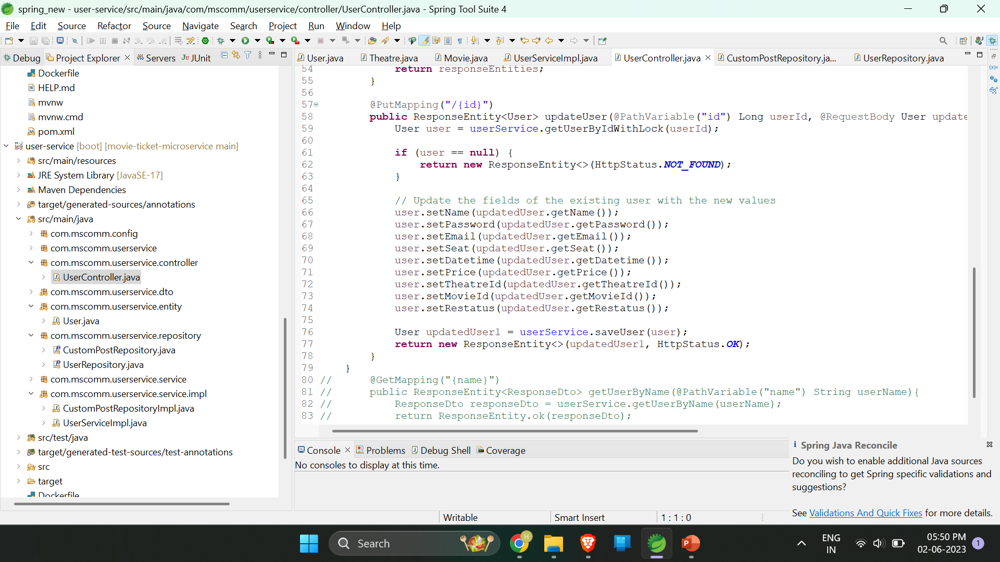 spring_new - user-service/src/main/java/com/mscomm/userservice/controller/UserController.java - Spring Tool Suite 4
File Edit Source Refactor Source Navigate Search Project Run Window Help
Debug Project Explorer Servers JUnit
Dockerfile
HELP.md
mvnw
mvnw.cmd
pom.xml
user-service [boot] [movie-ticket-microservice main]
src/main/resources
JRE System Library [JavaSE-17]
Maven Dependencies
target/generated-sources/annotations
src/main/java
com.mscomm.config
com.mscomm.userservice
com.mscomm.userservice.controller
UserController.java
com.mscomm.userservice.dto
com.mscomm.userservice.entity
User.java
com.mscomm.userservice.repository
CustomPostRepository.java
UserRepository.java
com.mscomm.userservice.service
com.mscomm.userservice.service.impl
CustomPostRepositoryImpl.java
UserServiceImpl.java
src/test/java
target/generated-test-sources/test-annotations
src
target
Dockerfile
User.java Theatre.java Movie.java UserServiceImpl.java UserController.java CustomPostRepository.ja... UserRepository.java
54 return responseEntities;
55 }
56
57 @PutMapping("/{id}")
58 public ResponseEntity<User> updateUser(@PathVariable("id") Long userId, @RequestBody User update
59 User user = userService.getUserByIdWithLock(userId);
60
61 if (user == null) {
62 return new ResponseEntity<>(HttpStatus.NOT_FOUND);
63 }
64
65 // Update the fields of the existing user with the new values
66 user.setName(updatedUser.getName());
67 user.setPassword(updatedUser.getPassword());
68 user.setEmail(updatedUser.getEmail());
69 user.setSeat(updatedUser.getSeat());
70 user.setDatetime(updatedUser.getDatetime());
71 user.setPrice(updatedUser.getPrice());
72 user.setTheatreId(updatedUser.getTheatreId());
73 user.setMovieId(updatedUser.getMovieId());
74 user.setRestatus(updatedUser.getRestatus());
75
76 User updatedUser1 = userService.saveUser(user);
77 return new ResponseEntity<>(updatedUser1, HttpStatus.OK);
78 }
79 }
80 // @GetMapping("{name}")
81 // public ResponseEntity<ResponseDto> getUserByName(@PathVariable("name") String userName){
82 // ResponseDto responseDto = userService.getUserByName(userName);
83 // return ResponseEntity.ok(responseDto);
Console Problems Debug Shell Coverage
No consoles to display at this time.
Spring Java Reconcile
Do you wish to enable additional Java sources
reconciling to get Spring specific validations and
suggestions?
See Validations And Quick Fixes for more details.
Writable Smart Insert 1 : 1 : 0
Search
H
P
ENG
IN
05:50 PM
02-06-2023
1